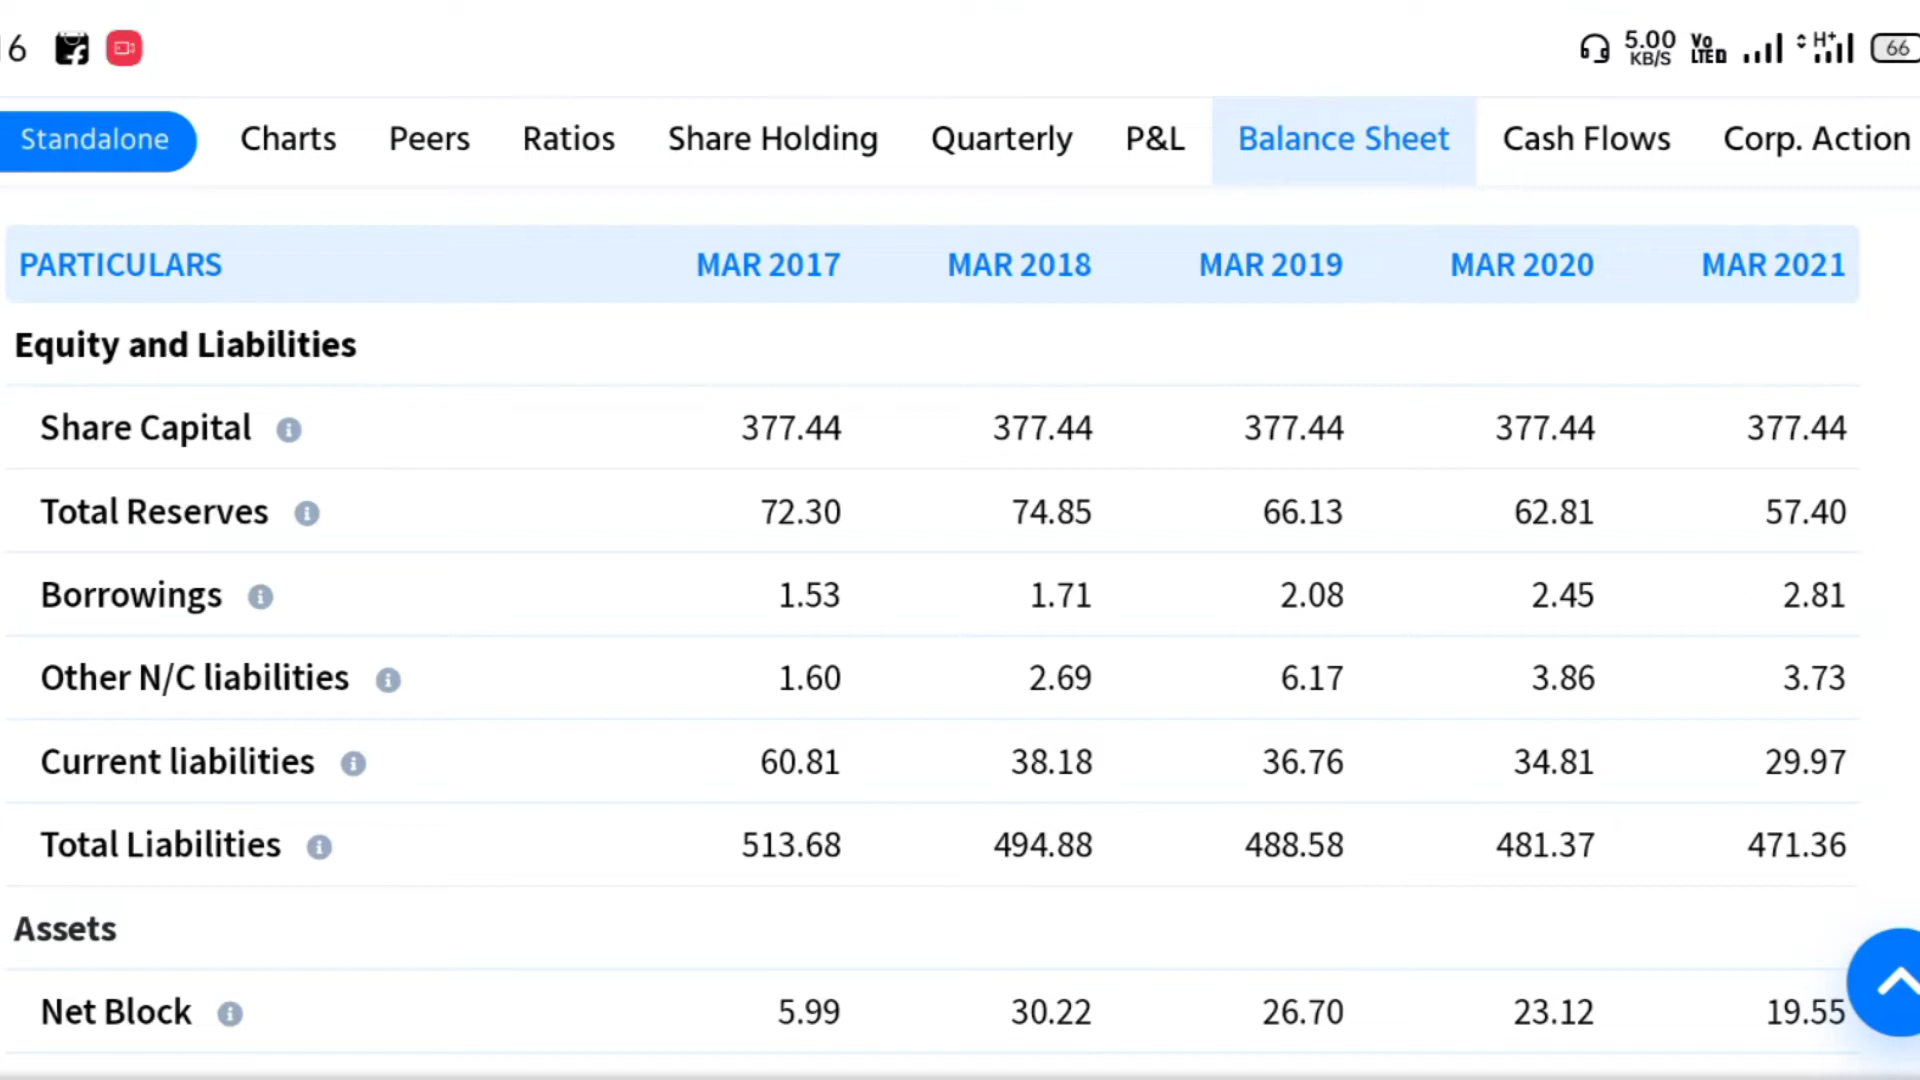 6 5.00 KB/S Vo LTE H+ 66
Standalone Charts Peers Ratios Share Holding Quarterly P&L Balance Sheet Cash Flows Corp. Action
PARTICULARS MAR 2017 MAR 2018 MAR 2019 MAR 2020 MAR 2021
Equity and Liabilities
Share Capital 377.44 377.44 377.44 377.44 377.44
Total Reserves 72.30 74.85 66.13 62.81 57.40
Borrowings 1.53 1.71 2.08 2.45 2.81
Other N/C liabilities 1.60 2.69 6.17 3.86 3.73
Current liabilities 60.81 38.18 36.76 34.81 29.97
Total Liabilities 513.68 494.88 488.58 481.37 471.36
Assets
Net Block 5.99 30.22 26.70 23.12 19.55